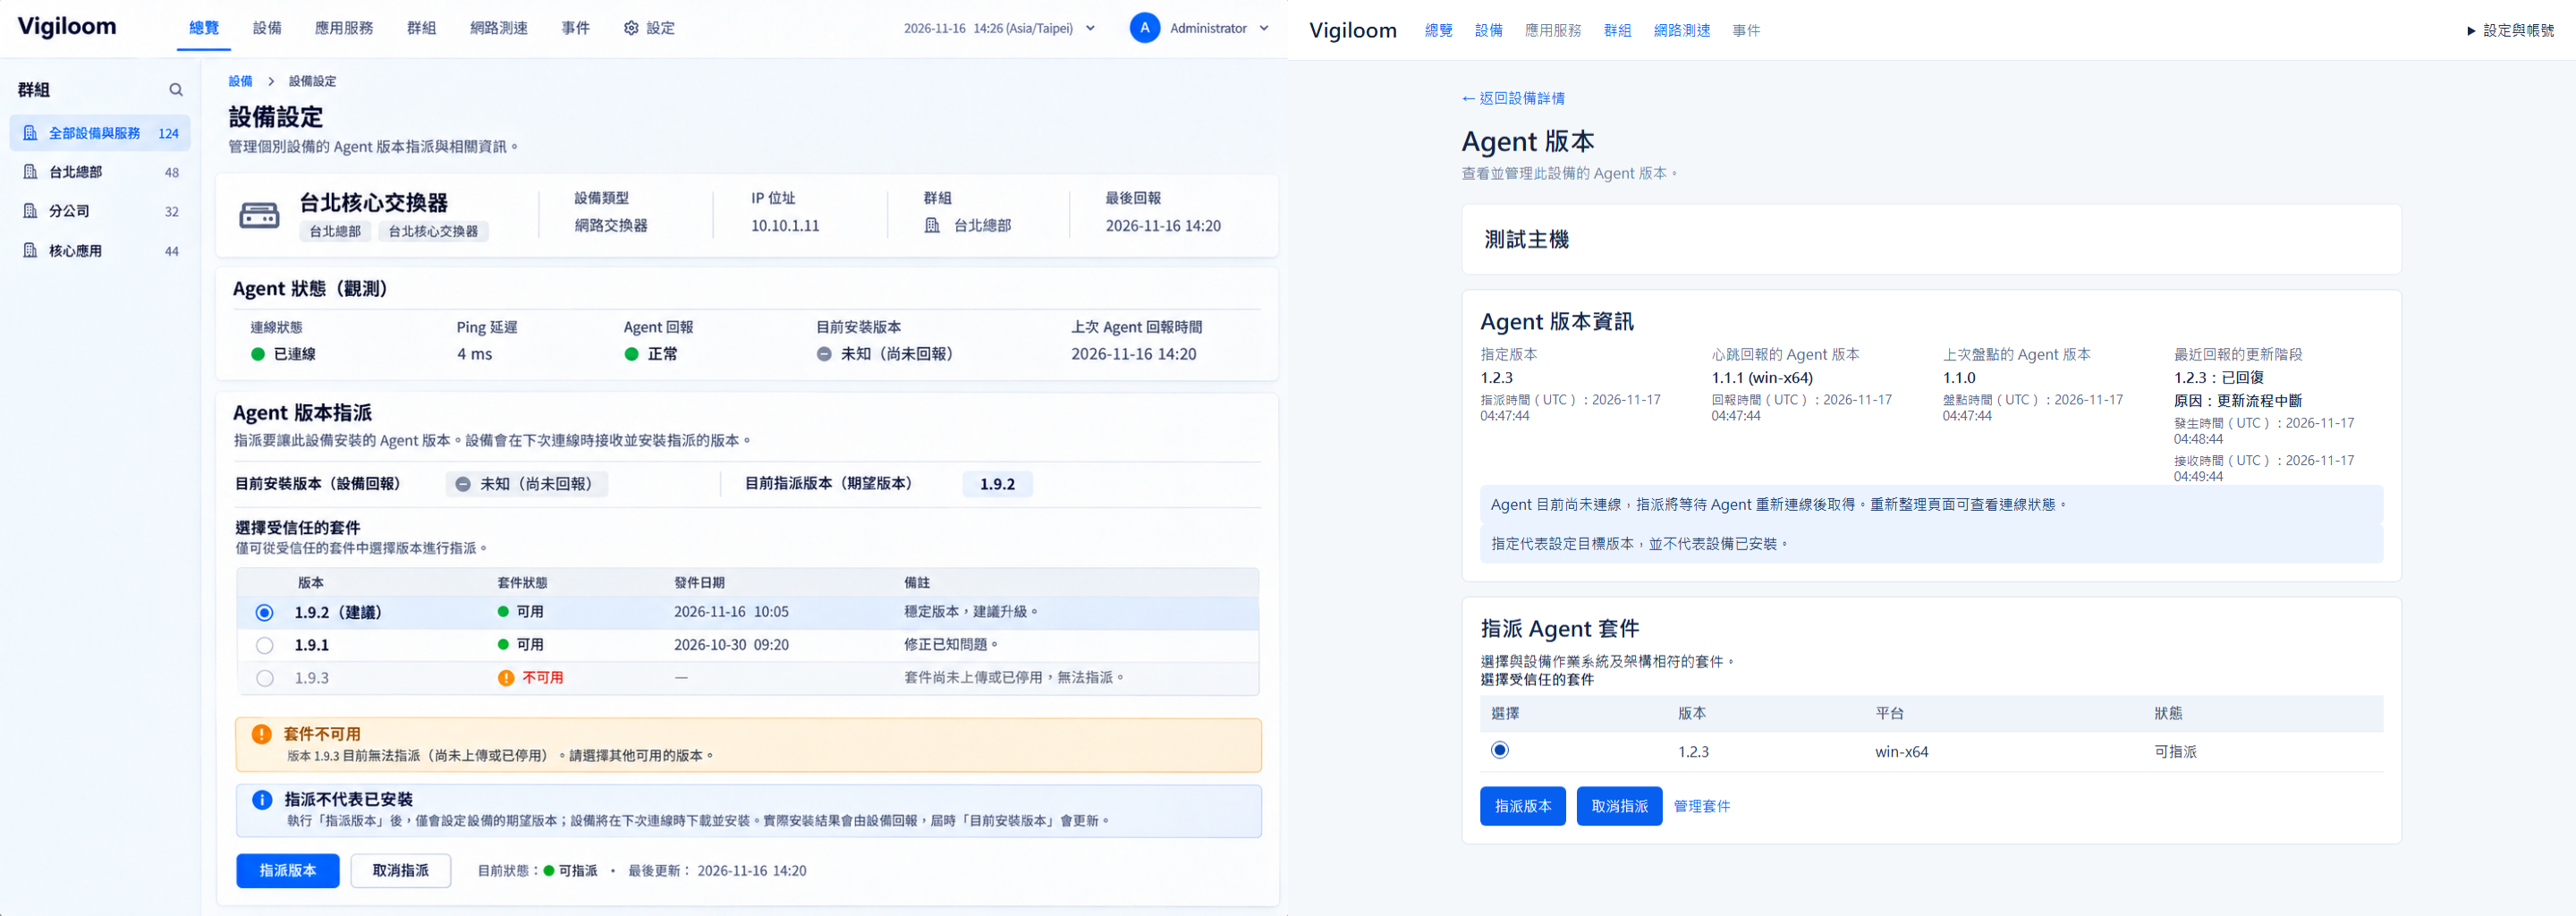 Vigiloom
總覽 設備 應用服務 群組 網路測速 事件 設定
2026-11-16 14:26 (Asia/Taipei)
A Administrator
群組
全部設備與服務 124
台北總部 48
分公司 32
核心應用 44
設備 > 設備設定
設備設定
管理個別設備的 Agent 版本指派與相關資訊。
台北核心交換器
台北總部 台北核心交換器
設備類型
網路交換器
IP 位址
10.10.1.11
群組
台北總部
最後回報
2026-11-16 14:20
Agent 狀態（觀測）
連線狀態
已連線
Ping 延遲
4 ms
Agent 回報
正常
目前安裝版本
未知（尚未回報）
上次 Agent 回報時間
2026-11-16 14:20
Agent 版本指派
指派要讓此設備安裝的 Agent 版本。設備會在下次連線時接收並安裝指派的版本。
目前安裝版本（設備回報） 未知（尚未回報） 目前指派版本（期望版本） 1.9.2
選擇受信任的套件
僅可從受信任的套件中選擇版本進行指派。
版本 套件狀態 發件日期 備註
1.9.2（建議） 可用 2026-11-16 10:05 穩定版本，建議升級。
1.9.1 可用 2026-10-30 09:20 修正已知問題。
1.9.3 不可用 — 套件尚未上傳或已停用，無法指派。
套件不可用
版本 1.9.3 目前無法指派（尚未上傳或已停用）。請選擇其他可用的版本。
指派不代表已安裝
執行「指派版本」後，僅會設定設備的期望版本；設備將在下次連線時下載並安裝。實際安裝結果會由設備回報，屆時「目前安裝版本」會更新。
指派版本 取消指派 目前狀態：可指派 • 最後更新： 2026-11-16 14:20
Vigiloom 總覽 設備 應用服務 群組 網路測速 事件
▶ 設定與帳號
← 返回設備詳情
Agent 版本
查看並管理此設備的 Agent 版本。
測試主機
Agent 版本資訊
指定版本
1.2.3
指派時間（UTC）：2026-11-17
04:47:44
心跳回報的 Agent 版本
1.1.1 (win-x64)
回報時間（UTC）：2026-11-17
04:47:44
上次盤點的 Agent 版本
1.1.0
盤點時間（UTC）：2026-11-17
04:47:44
最近回報的更新階段
1.2.3：已回復
原因：更新流程中斷
發生時間（UTC）：2026-11-17
04:48:44
接收時間（UTC）：2026-11-17
04:49:44
Agent 目前尚未連線，指派將等待 Agent 重新連線後取得。重新整理頁面可查看連線狀態。
指定代表設定目標版本，並不代表設備已安裝。
指派 Agent 套件
選擇與設備作業系統及架構相符的套件。
選擇受信任的套件
選擇 版本 平台 狀態
1.2.3 win-x64 可指派
指派版本 取消指派 管理套件